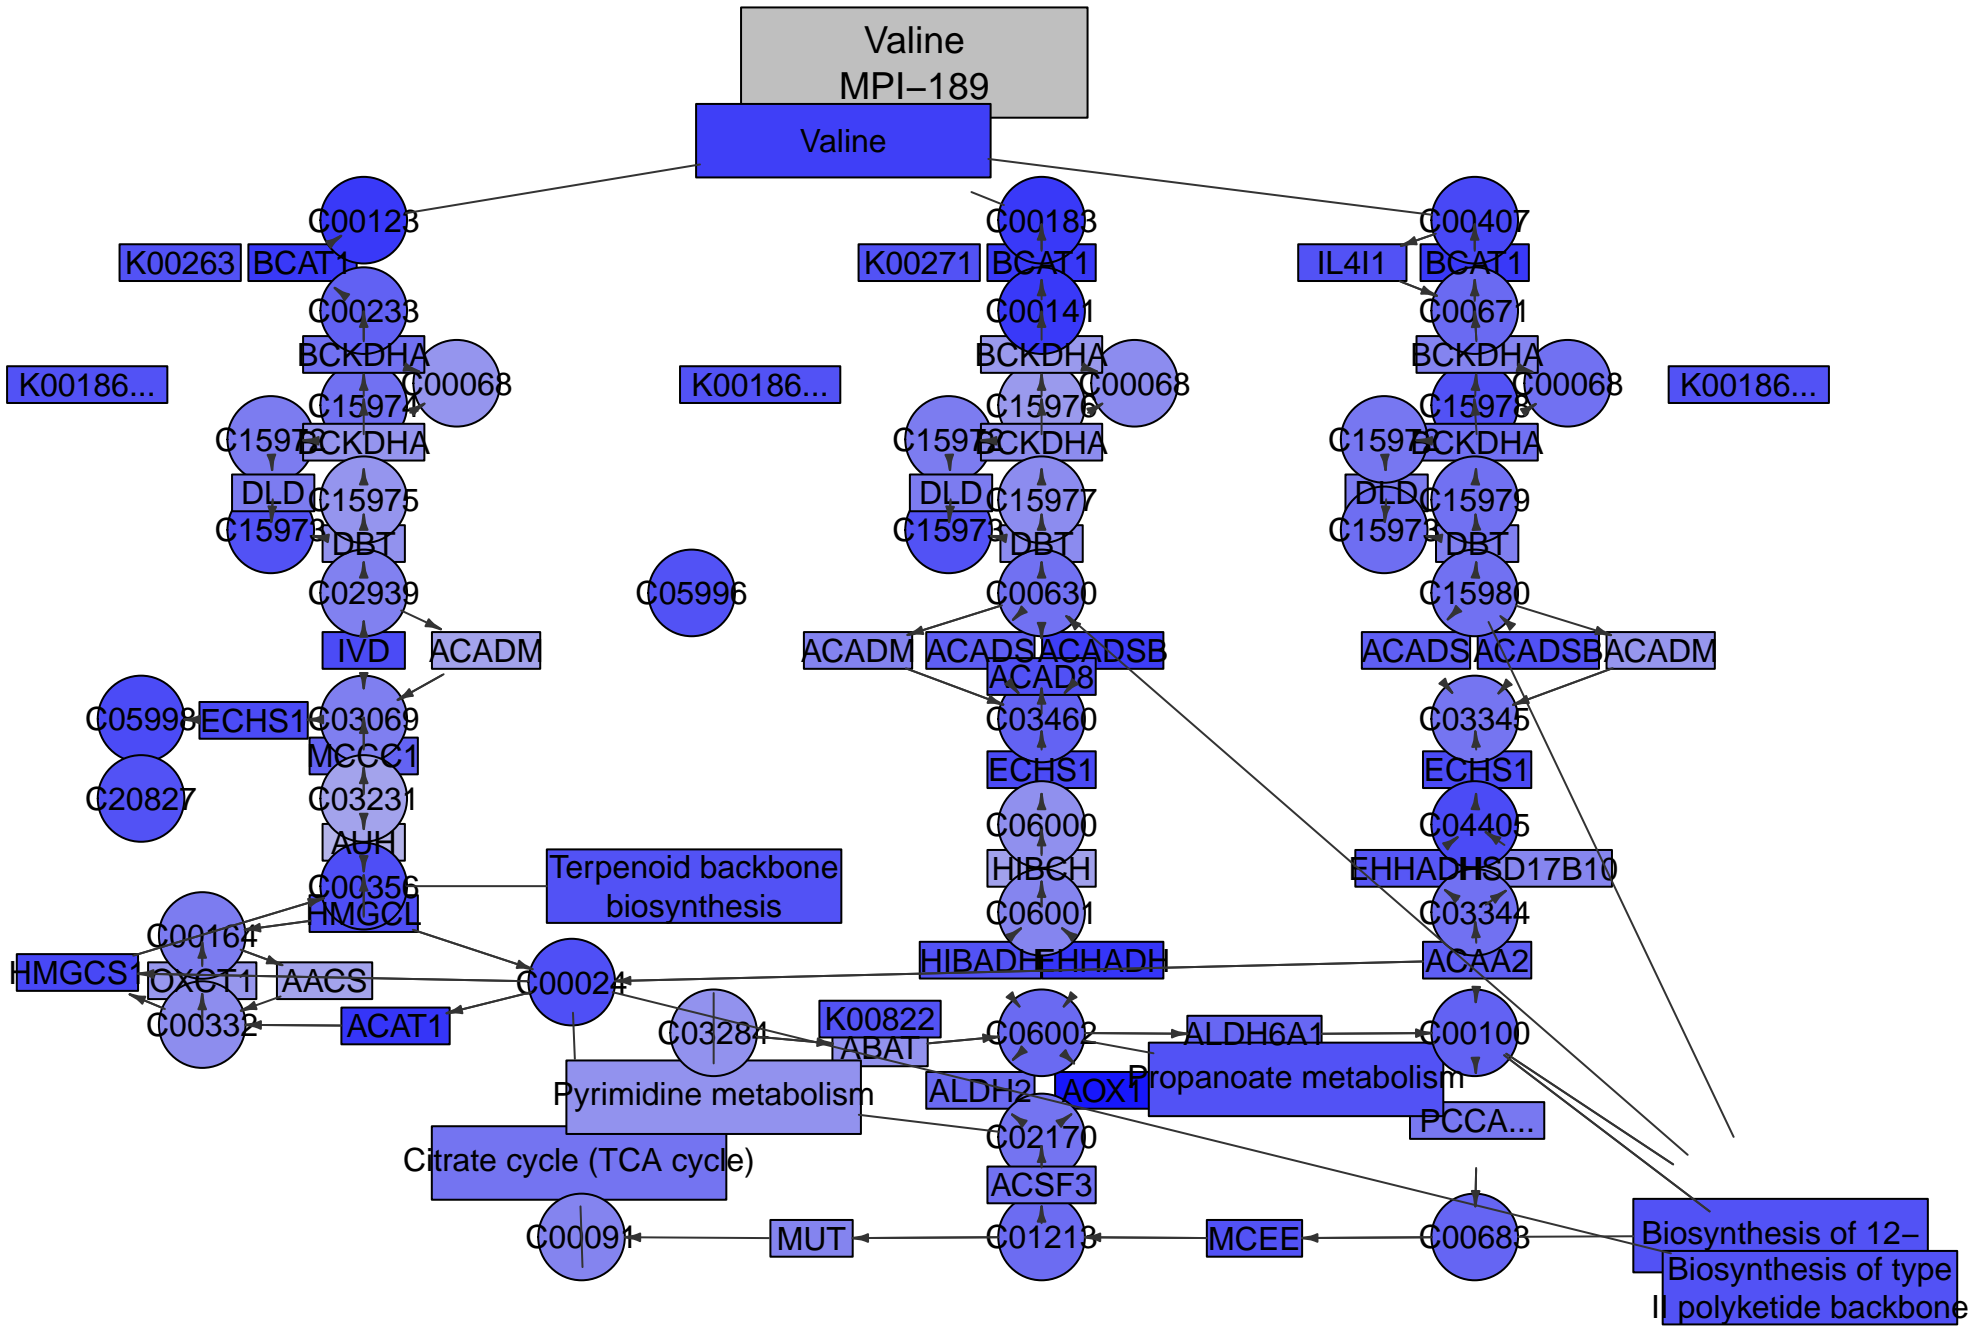 Valine
MPI−189
Valine
C00123
C00183
C00407
K00263
BCAT1
K00271
BCAT1
IL4I1
BCAT1
C00233
C00141
C00671
BCKDHA
BCKDHA
BCKDHA
K00186...
C00068
K00186...
C00068
C00068
K00186...
C15974
C15976
C15978
C15972
BCKDHA
C15972
BCKDHA
C15972
BCKDHA
DLD
C15975
DLD
C15977
DLD
C15979
C15973
DBT
C15973
DBT
C15973
DBT
C02939
C05996
C00630
C15980
IVD
ACADM
ACADM
ACADS
ACADSB
ACADS
ACADSB
ACADM
ACAD8
C05998
ECHS1
C03069
C03460
C03345
MCCC1
ECHS1
ECHS1
C20827
C03231
C06000
C04405
AUH
Terpenoid backbone
biosynthesis
HIBCH
EHHADH
HSD17B10
C00356
HMGCL
C06001
C03344
C00164
HMGCS1
OXCT1
AACS
C00024
HIBADH
EHHADH
ACAA2
C00332
ACAT1
C03284
K00822
ABAT
C06002
ALDH6A1
C00100
Pyrimidine metabolism
ALDH2
AOX1
Propanoate metabolism
PCCA...
C02170
Citrate cycle (TCA cycle)
ACSF3
C00091
MUT
C01213
MCEE
C00683
Biosynthesis of 12−
Biosynthesis of type
II polyketide backbone